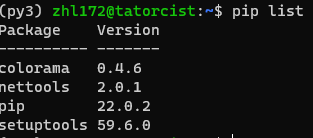 (py3) zhl172@tatorcist:~$ pip list
Package    Version
---------- -------
colorama   0.4.6
nettools   2.0.1
pip        22.0.2
setuptools 59.6.0